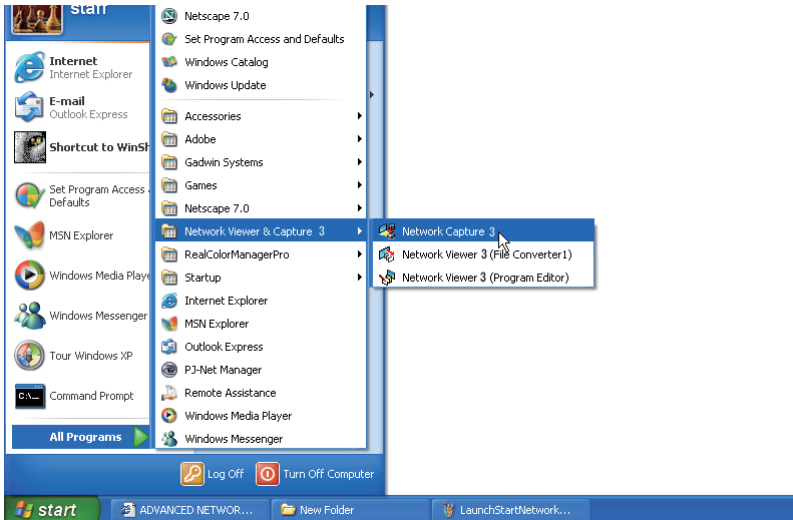 staff
Internet
Internet Explorer
E-mail
Outlook Express
Shortcut to WinSh
Set Program Access
Defaults
MSN Explorer
Windows Media Playe
Windows Messenger
Tour Windows XP
C:\_
Command Prompt
All Programs
Netscape 7.0
Set Program Access and Defaults
Windows Catalog
Windows Update
Accessories
Adobe
Gadwin Systems
Games
Netscape 7.0
Network Viewer & Capture 3
RealColorManagerPro
Startup
Internet Explorer
MSN Explorer
Outlook Express
PJ-Net Manager
Remote Assistance
Windows Media Player
Windows Messenger
Network Capture 3
Network Viewer 3 (File Converter1)
Network Viewer 3 (Program Editor)
Log Off
Turn Off Computer
start
ADVANCED NETWOR...
New Folder
LaunchStartNetwork...